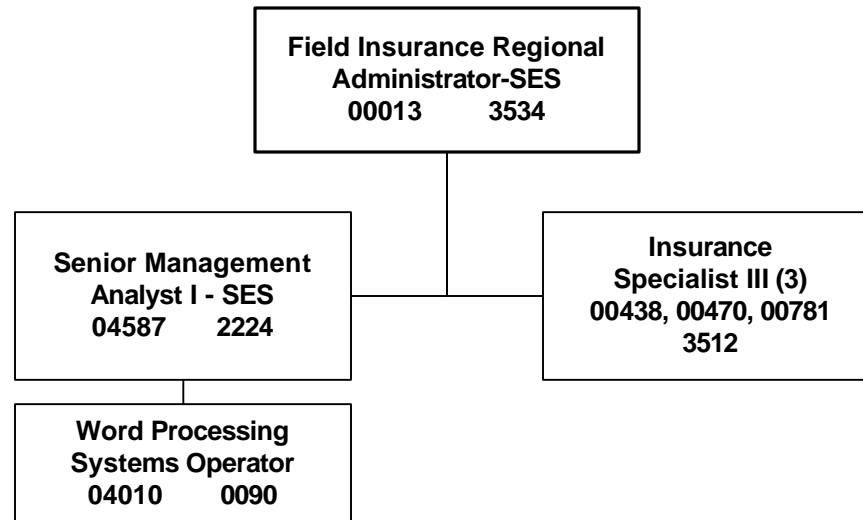 Field Insurance Regional
Administrator-SES
00013 3534
Senior Management
Analyst I - SES
04587 2224
Insurance
Specialist III (3)
00438, 00470, 00781
3512
Word Processing
Systems Operator
04010 0090